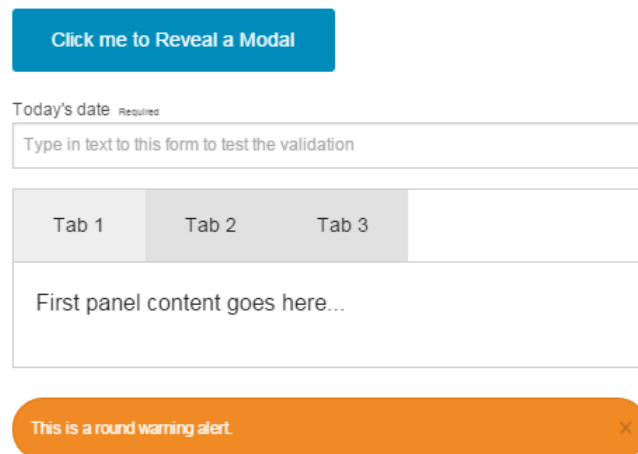 Click me to Reveal a Modal
Today's date Required
Type in text to this form to test the validation
Tab 1 Tab 2 Tab 3
First panel content goes here...
This is a round warning alert. ×